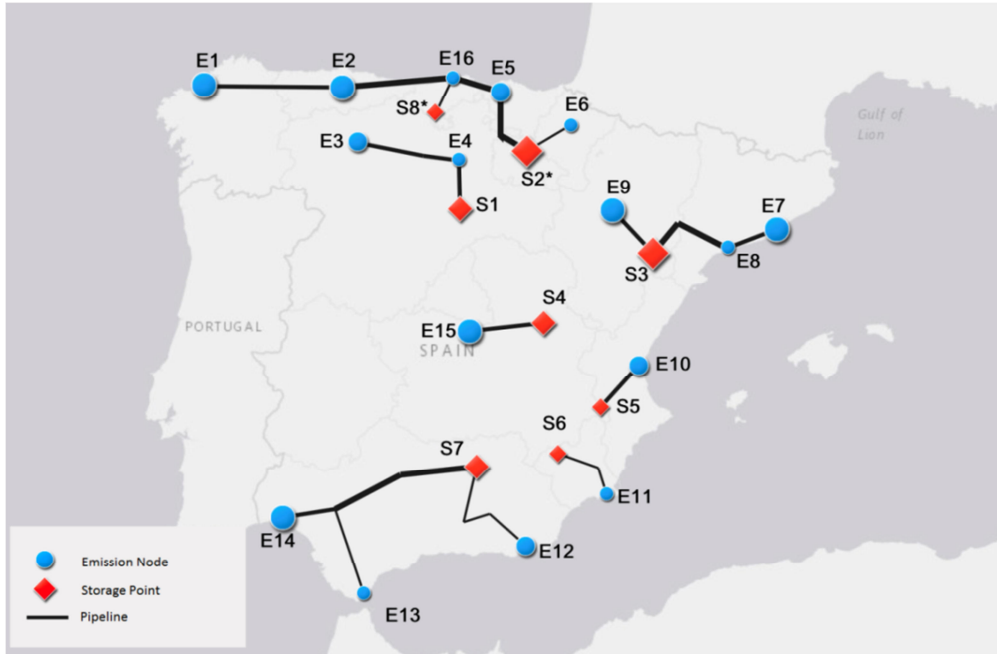 E1
E2
E16
E5
S8*
E6
E3
E4
S2*
S1
E9
E7
S3
E8
Gulf of
Lion
PORTUGAL
S4
E15
SPAIN
E10
S5
S6
S7
E11
E14
E12
E13
Emission Node
Storage Point
Pipeline